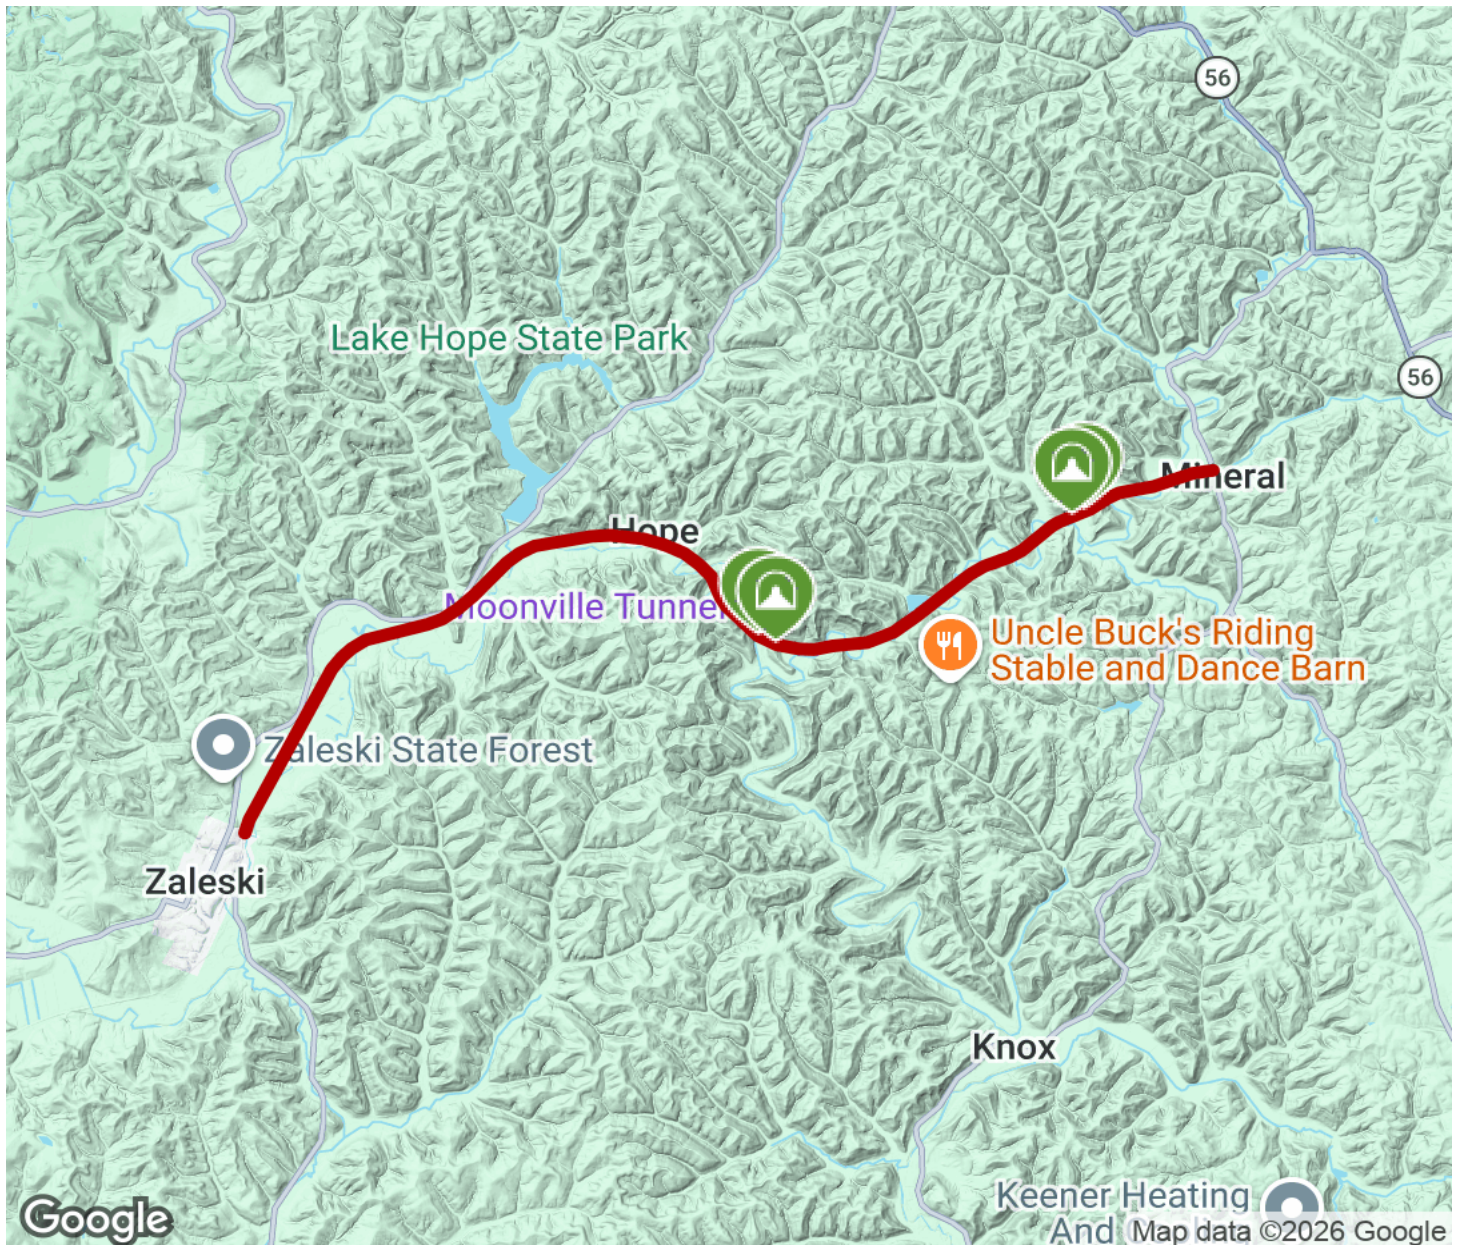 56
Lake Hope State Park
56
Mineral
Hope
Moonville Tunnel
Uncle Buck's Riding
Stable and Dance Barn
Zaleski State Forest
Zaleski
Knox
Keener Heating
And
Google
Map data ©2026 Google